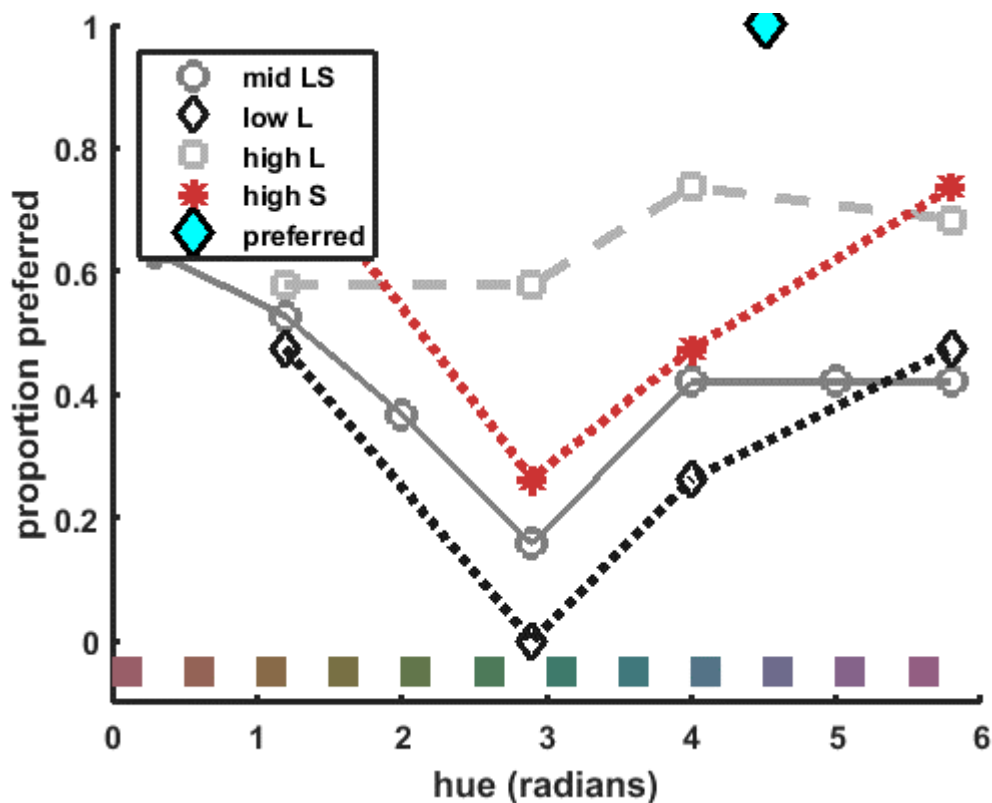 1
0.8
0.6
0.4
0.2
0
proportion preferred
mid LS
low L
high L
high S
preferred
0 1 2 3 4 5 6
hue (radians)